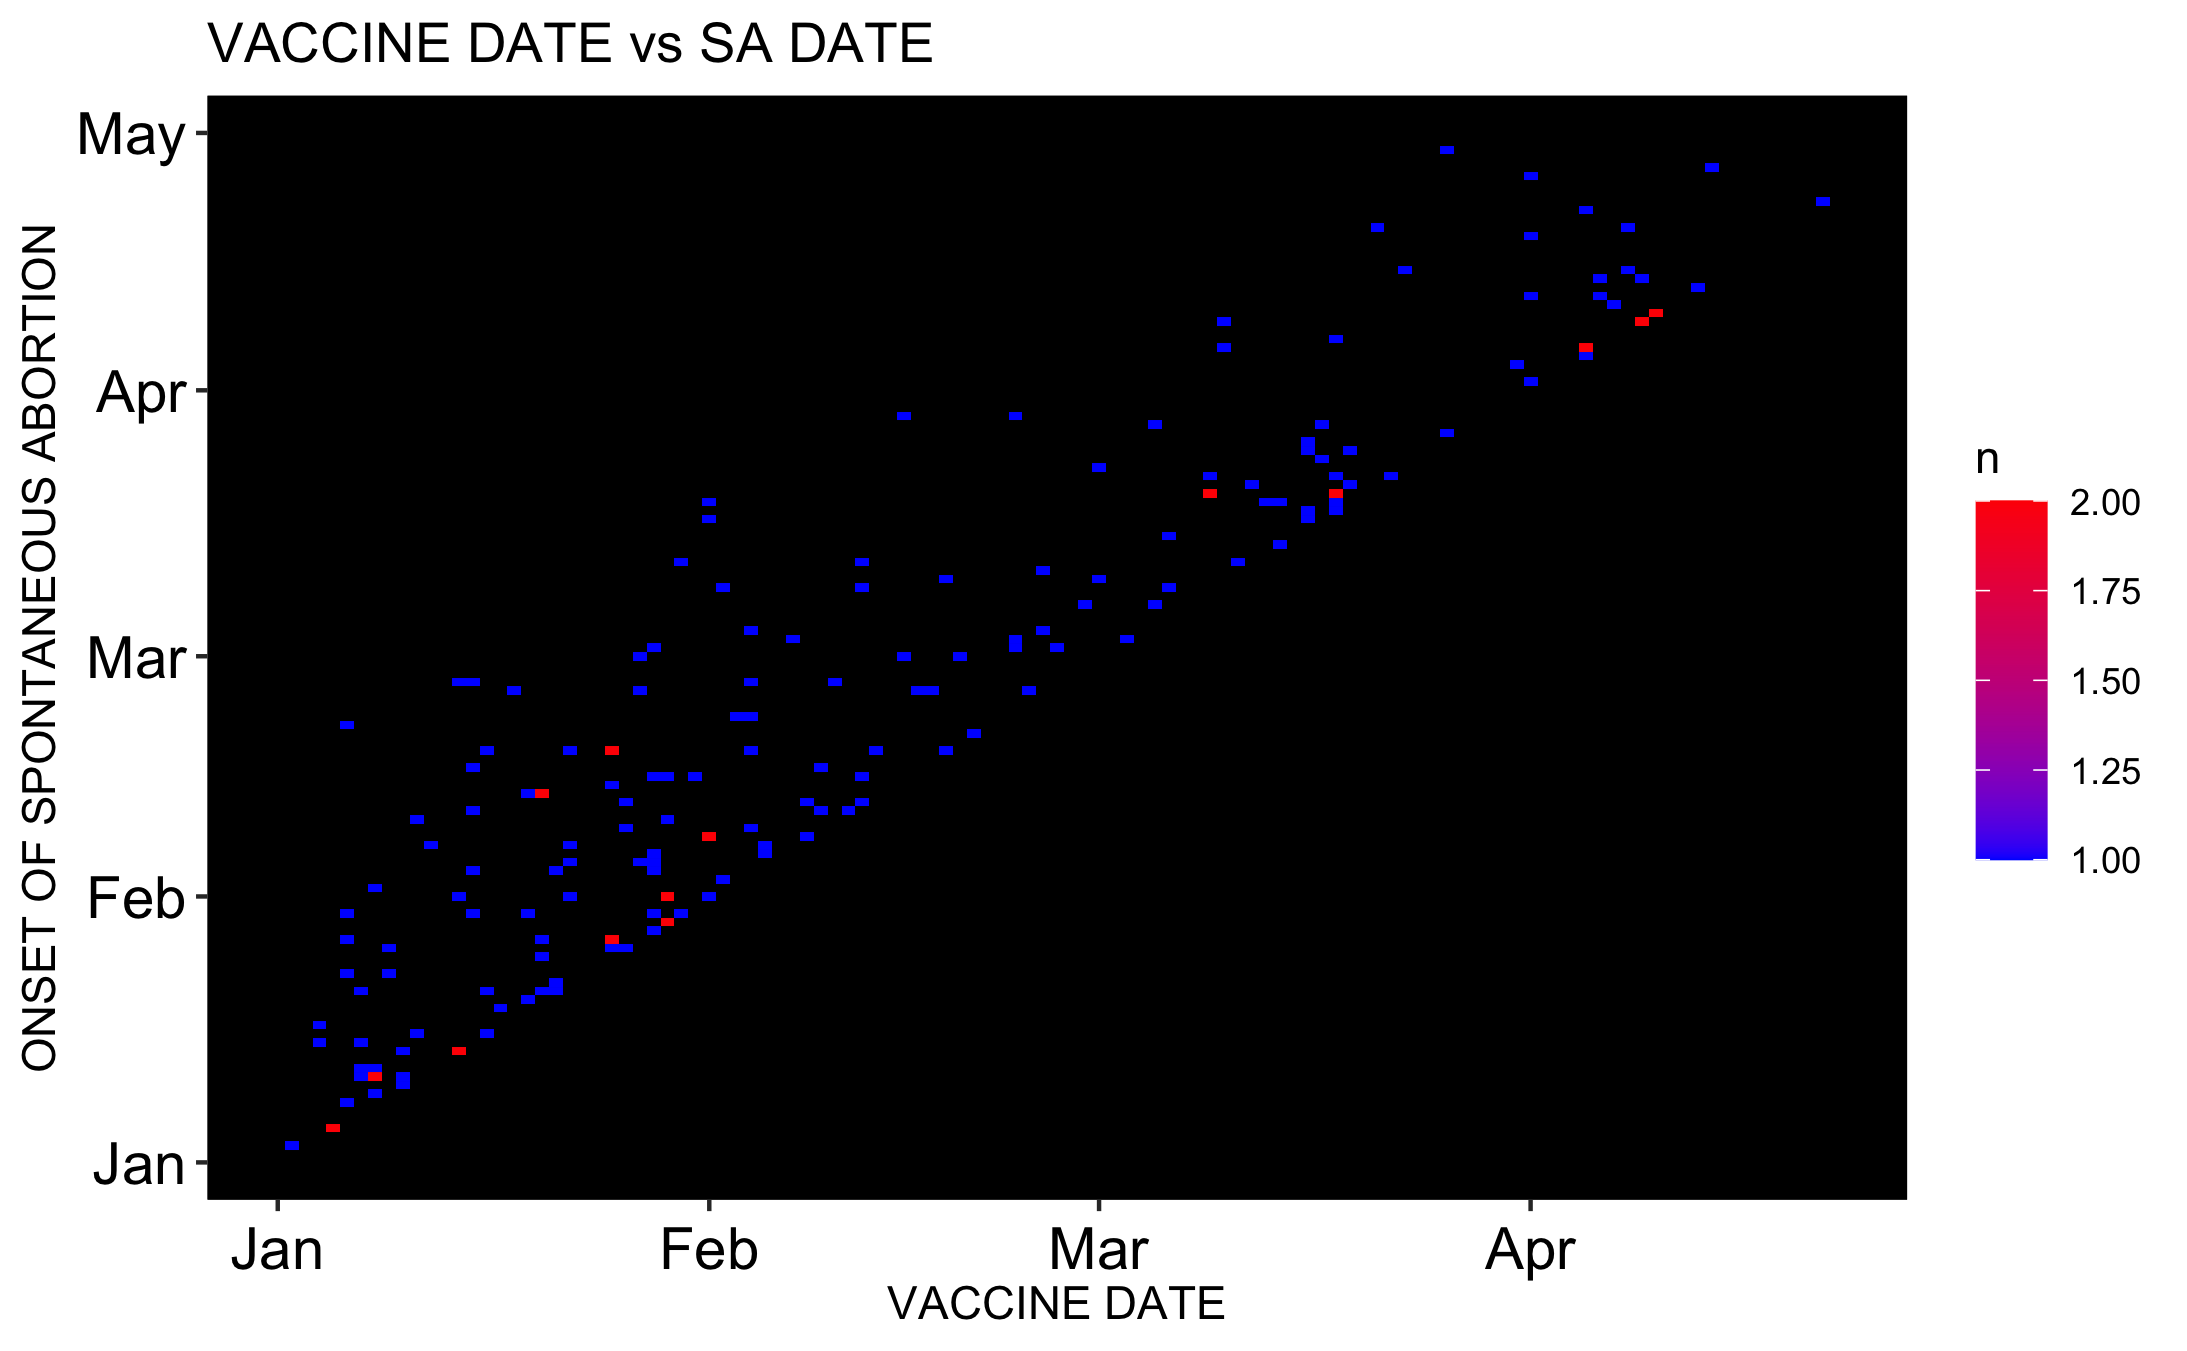 VACCINE DATE vs SA DATE
ONSET OF SPONTANEOUS ABORTION
May
Apr
Mar
Feb
Jan
Jan
Feb
Mar
Apr
VACCINE DATE
n
2.00
1.75
1.50
1.25
1.00